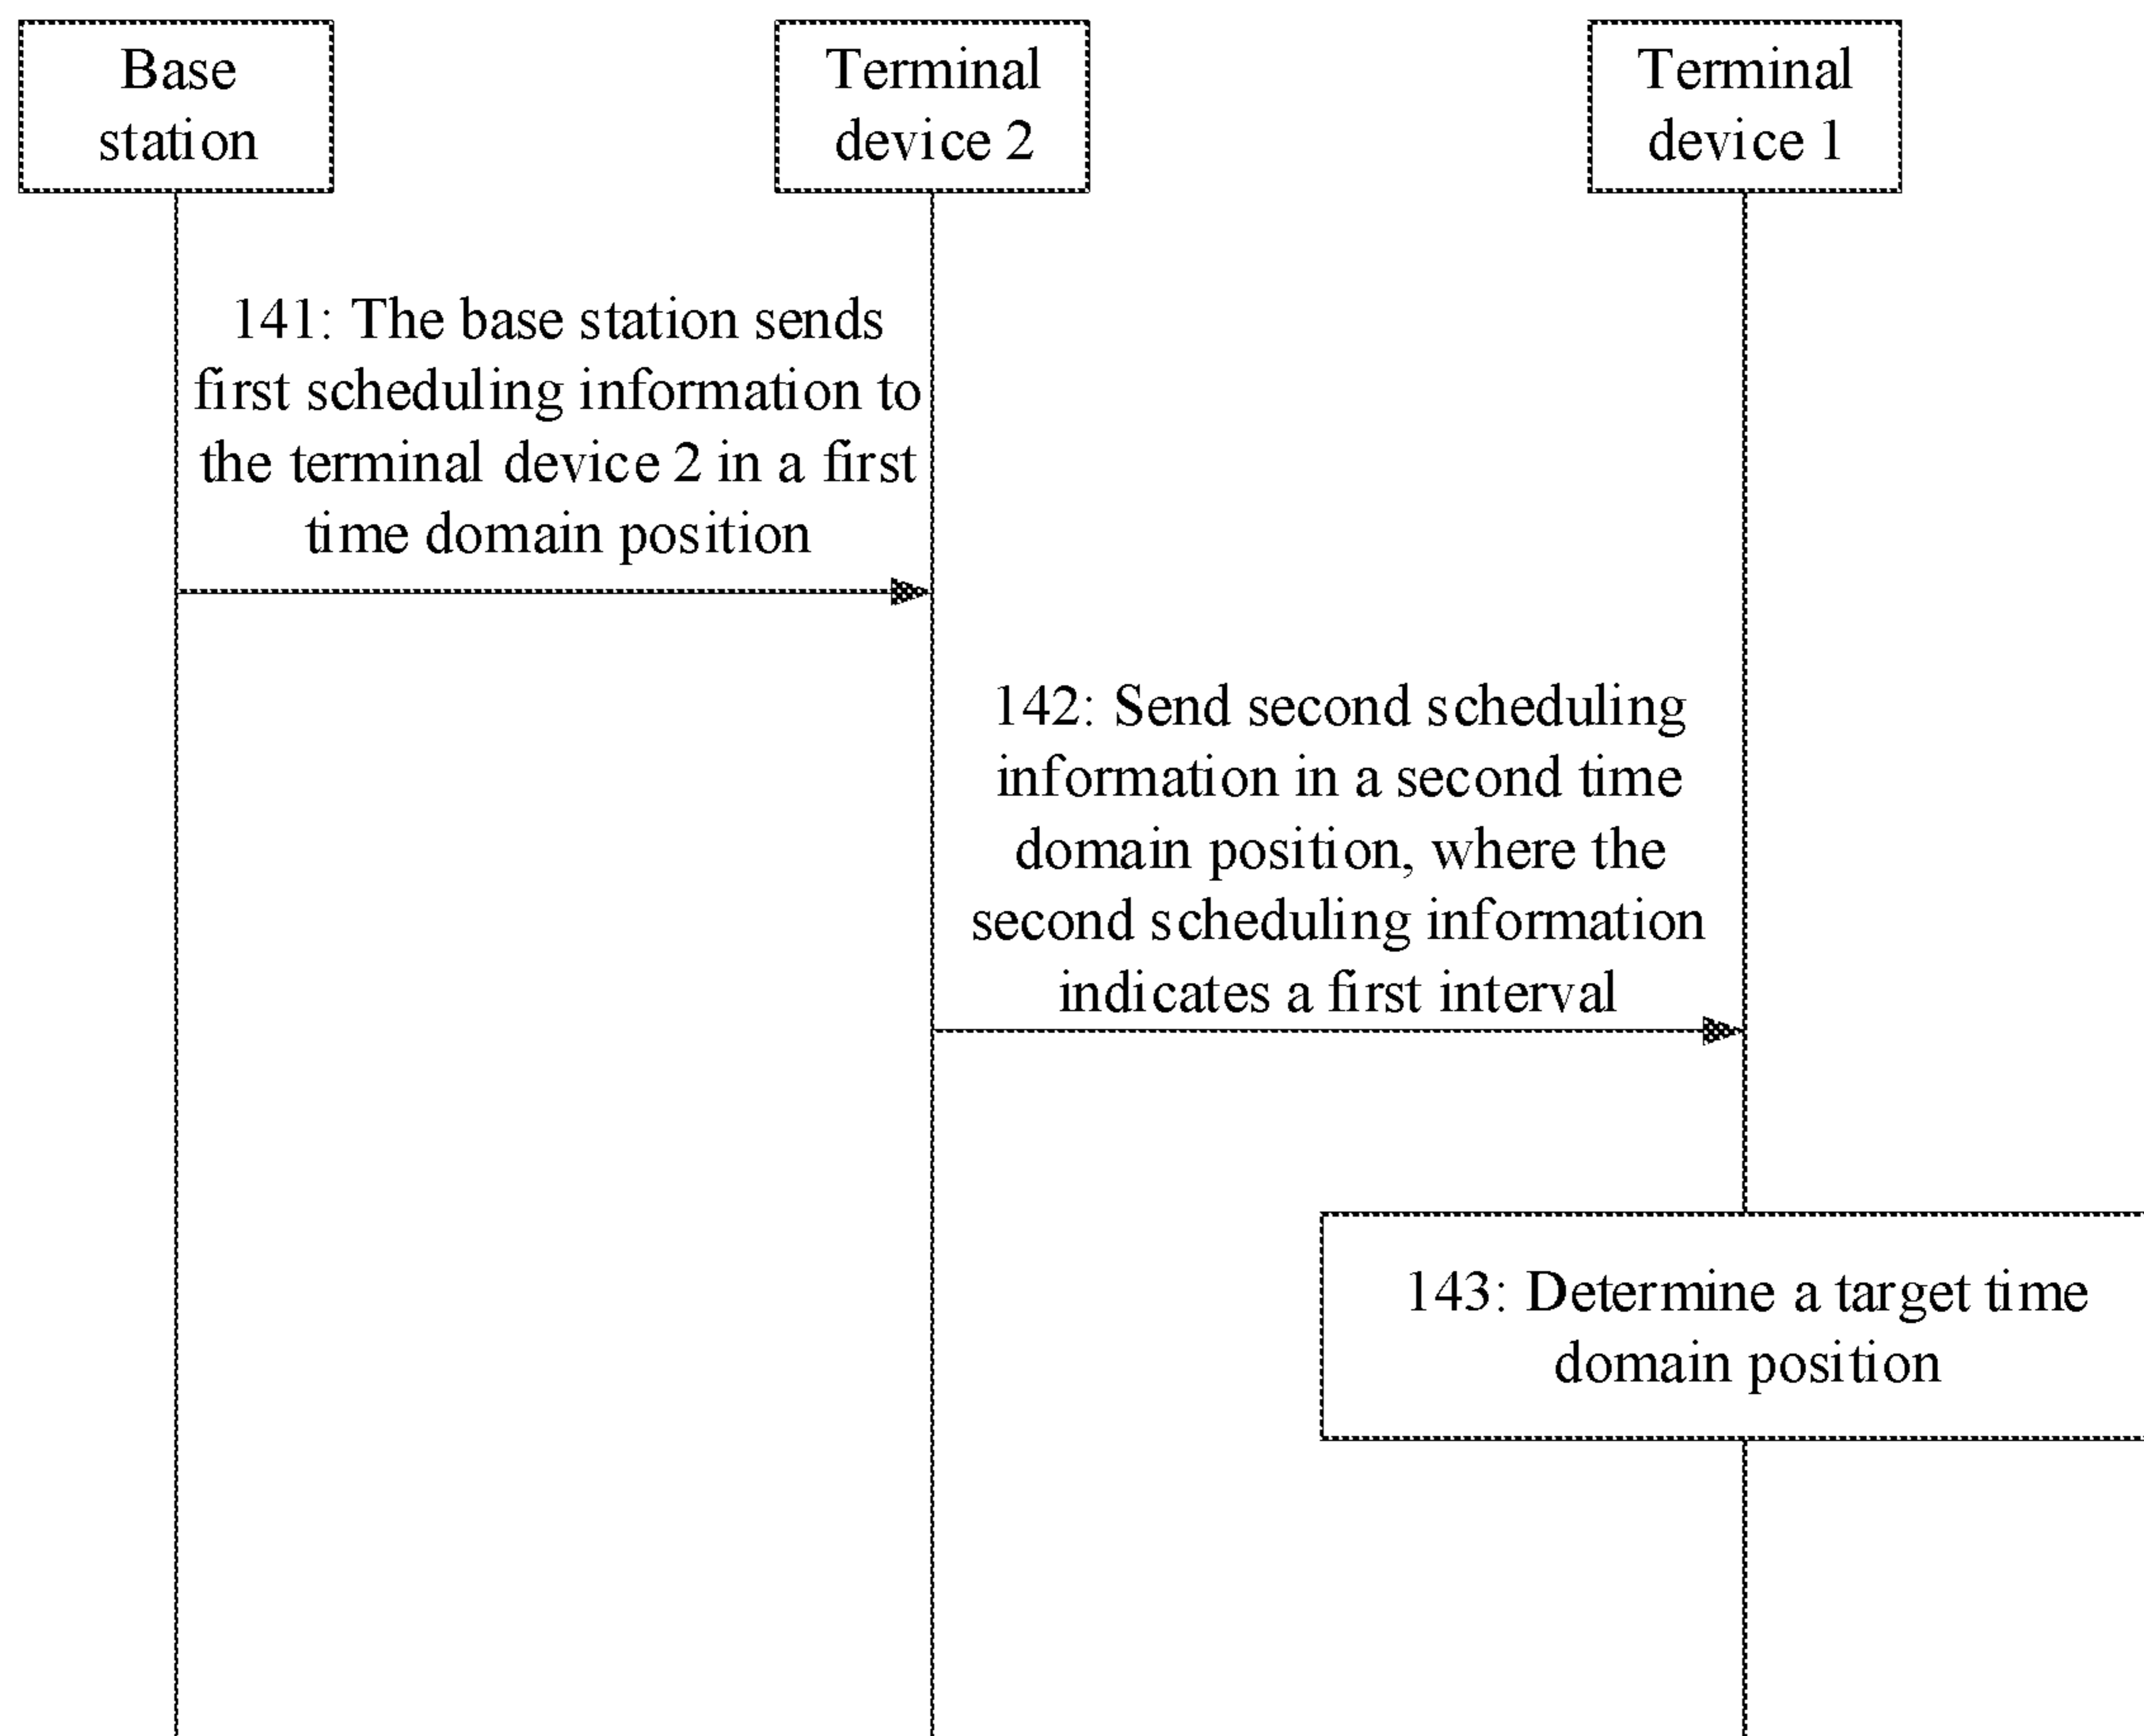 Base
station
Terminal
device 2
Terminal
device 1
141: The base station sends
first scheduling information to
the terminal device 2 in a first
time domain position
142: Send second scheduling
information in a second time
domain position, where the
second scheduling information
indicates a first interval
143: Determine a target time
domain position